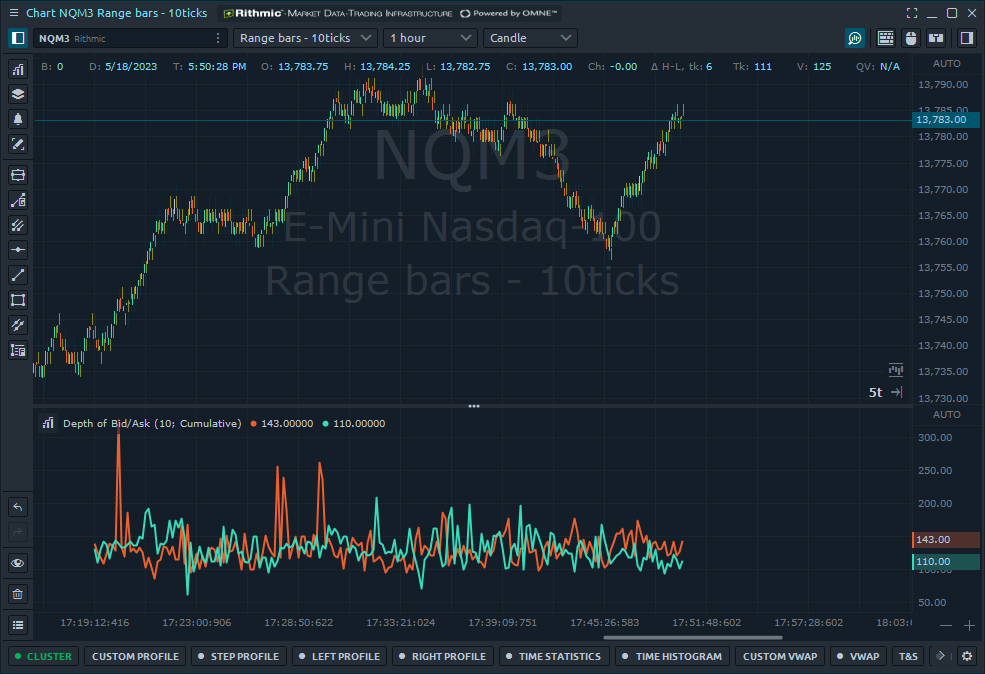 Chart NQM3 Range bars - 10ticks
Rithmic™-Market Data-Trading Infrastructure Powered by OMNE™
NQM3 Rithmic
Range bars - 10ticks
1 hour
Candle
B: 0 D: 5/18/2023 T: 5:50:28 PM O: 13,783.75 H: 13,784.25 L: 13,782.75 C: 13,783.00 Ch: -0.00 Δ H-L, tk: 6 Tk: 111 V: 125 QV: N/A
AUTO
13,790.00
13,785.00
13,783.00
13,780.00
13,775.00
13,770.00
13,765.00
13,760.00
13,755.00
13,750.00
13,745.00
13,740.00
13,735.00
13,730.00
NQM3
E-Mini Nasdaq-100
Range bars - 10ticks
5t
AUTO
Depth of Bid/Ask (10; Cumulative) 143.00000 110.00000
300.00
250.00
200.00
143.00
110.00
100.00
50.00
17:19:12:416 17:23:00:906 17:28:50:622 17:33:21:024 17:39:09:751 17:45:26:583 17:51:48:602 17:57:28:602 18:03:0
CLUSTER CUSTOM PROFILE STEP PROFILE LEFT PROFILE RIGHT PROFILE TIME STATISTICS TIME HISTOGRAM CUSTOM VWAP VWAP T&S